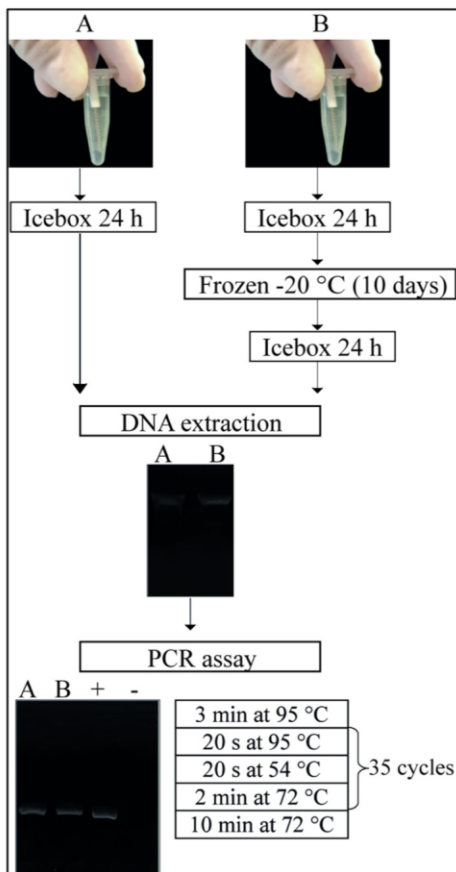 A B
Icebox 24 h Icebox 24 h
Frozen -20 °C (10 days)
Icebox 24 h
DNA extraction
A B
PCR assay
A B + -
3 min at 95 °C
20 s at 95 °C
20 s at 54 °C
35 cycles
2 min at 72 °C
10 min at 72 °C